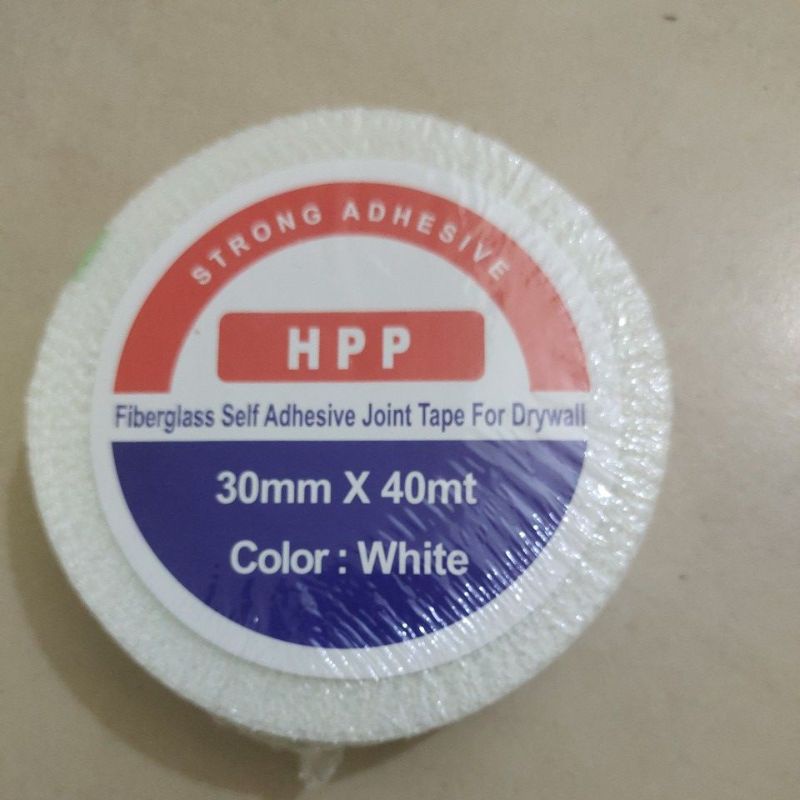 STRONG ADHESIVE
HPP
Fiberglass Self Adhesive Joint Tape For Drywall
30mm X 40mt
Color : White